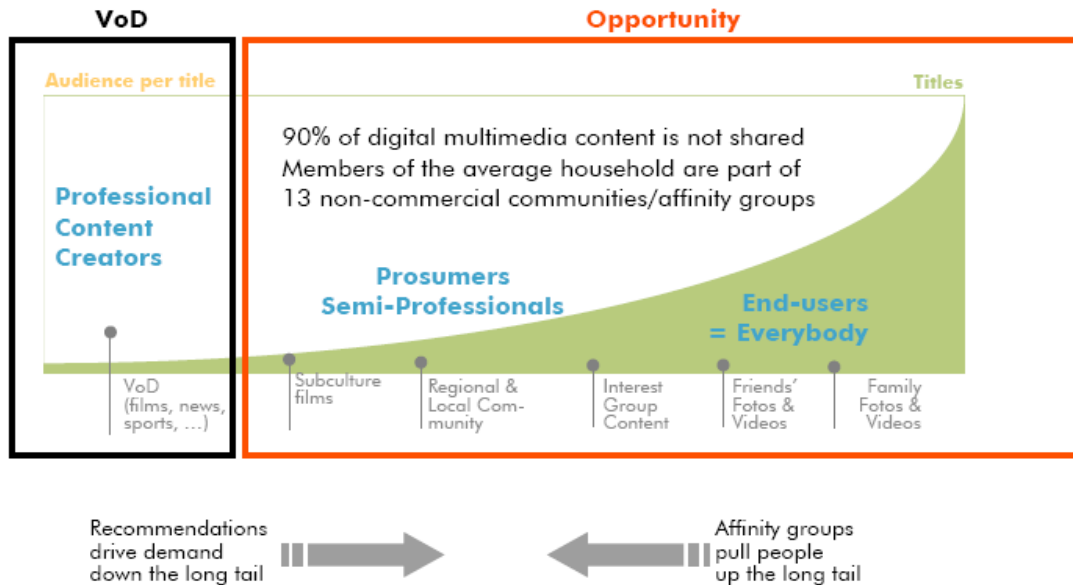 VoD
Opportunity
Audience per title
Titles
90% of digital multimedia content is not shared
Members of the average household are part of
13 non-commercial communities/affinity groups
Professional
Content
Creators
Prosumers
Semi-Professionals
End-users
= Everybody
VoD
(films, news,
sports, ...)
Subculture
films
Regional &
Local Com-
munity
Interest
Group
Content
Friends'
Fotos &
Videos
Family
Fotos &
Videos
Recommendations
drive demand
down the long tail
Affinity groups
pull people
up the long tail